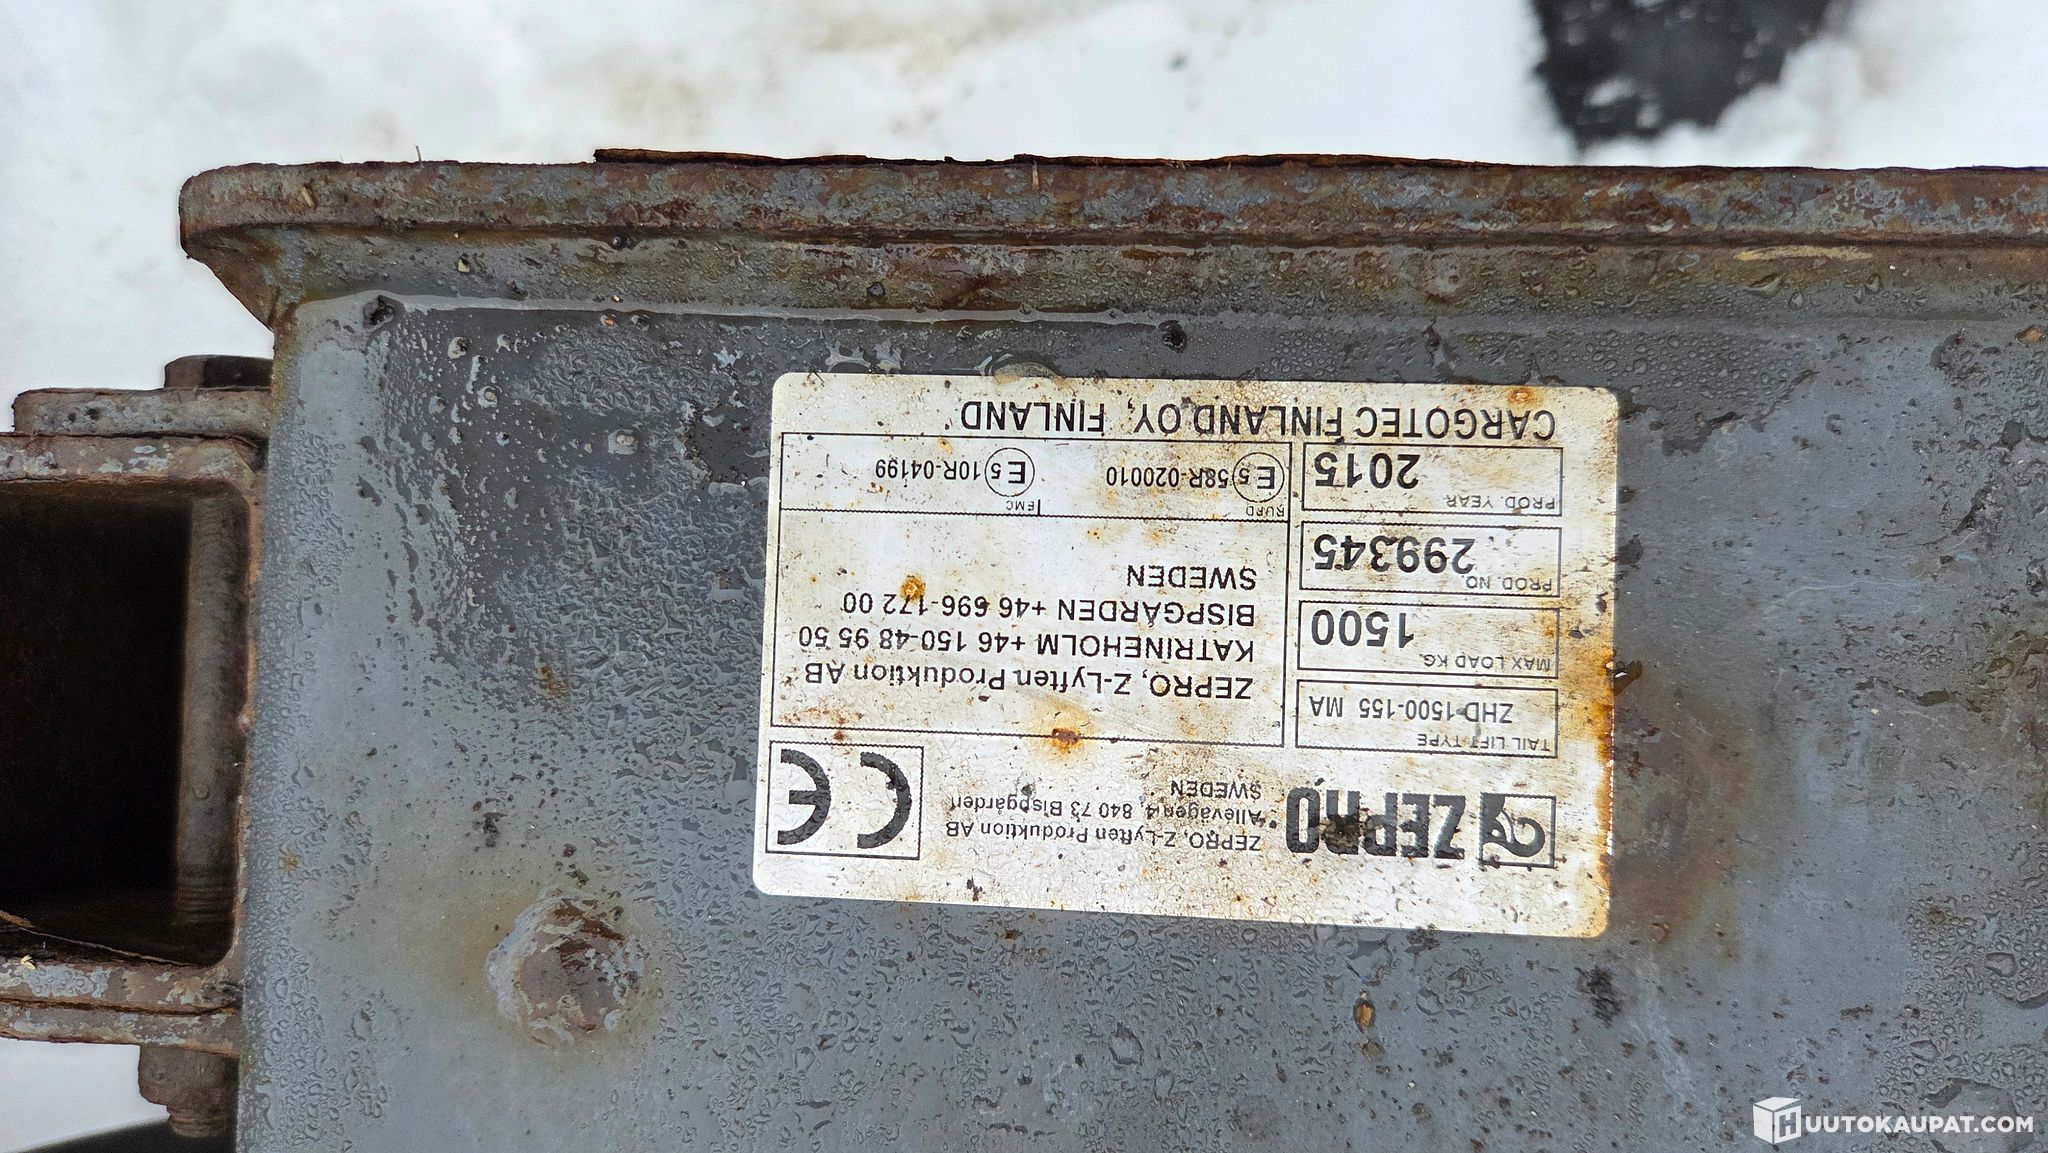 ZEPRO
ZEPRO, Z-Lyften Produktion AB
Allévägen 4, 840 73 Bispgården
SWEDEN
CE
TAIL LIFT TYPE
ZHD 1500-155 MA
MAX LOAD KG
1500
PROD. NO.
299345
PROD. YEAR
2015
ZEPRO, Z-Lyften Produktion AB
KATRINEHOLM +46 150-48 95 50
BISPGÅRDEN +46 696-172 00
SWEDEN
RUPD
E5 58R-020010
EMC
E5 10R-04199
CARGOTEC FINLAND OY, FINLAND
HUUTOKAUPAT.COM